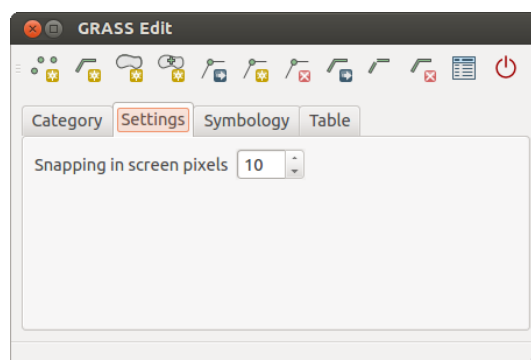 GRASS Edit
Category Settings Symbology Table
Snapping in screen pixels 10